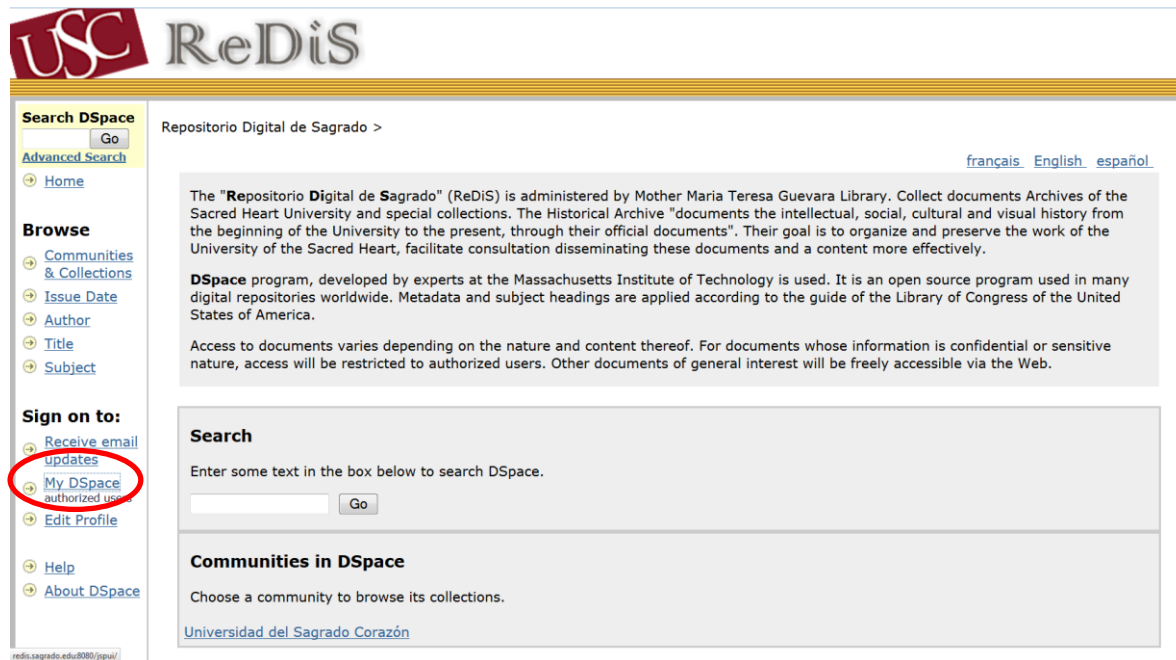 USC ReDiS
Search DSpace
Go
Advanced Search
Home
Browse
Communities
& Collections
Issue Date
Author
Title
Subject
Sign on to:
Receive email
updates
My DSpace
authorized users
Edit Profile
Help
About DSpace
redis.sagrado.edu:8080/jspui/
Repositorio Digital de Sagrado >
français English español
The "Repositorio Digital de Sagrado" (ReDiS) is administered by Mother Maria Teresa Guevara Library. Collect documents Archives of the
Sacred Heart University and special collections. The Historical Archive "documents the intellectual, social, cultural and visual history from
the beginning of the University to the present, through their official documents". Their goal is to organize and preserve the work of the
University of the Sacred Heart, facilitate consultation disseminating these documents and a content more effectively.
DSpace program, developed by experts at the Massachusetts Institute of Technology is used. It is an open source program used in many
digital repositories worldwide. Metadata and subject headings are applied according to the guide of the Library of Congress of the United
States of America.
Access to documents varies depending on the nature and content thereof. For documents whose information is confidential or sensitive
nature, access will be restricted to authorized users. Other documents of general interest will be freely accessible via the Web.
Search
Enter some text in the box below to search DSpace.
Go
Communities in DSpace
Choose a community to browse its collections.
Universidad del Sagrado Corazón